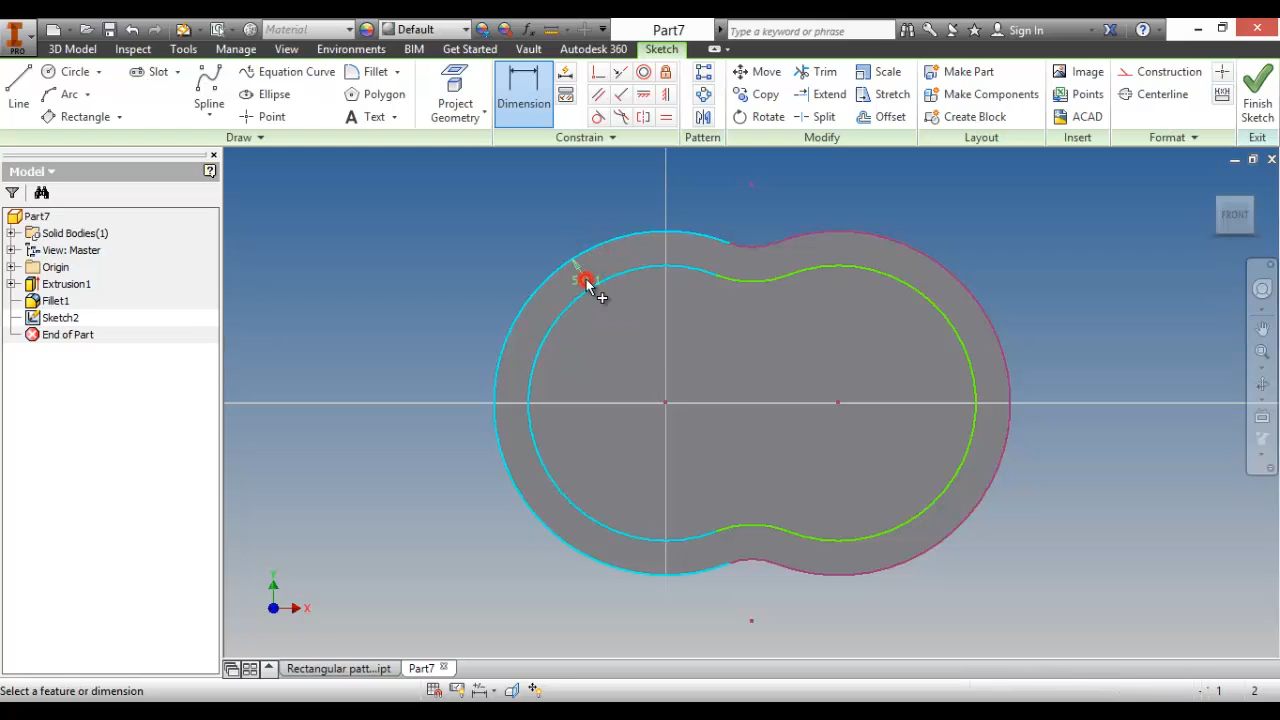 Material
Default
Part7
Type a keyword or phrase
Sign In
PRO
3D Model
Inspect
Tools
Manage
View
Environments
BIM
Get Started
Vault
Autodesk 360
Sketch
Line
Circle
Arc
Rectangle
Slot
Spline
Equation Curve
Ellipse
Point
Fillet
Polygon
Text
Project Geometry
Dimension
Move
Copy
Rotate
Trim
Extend
Split
Scale
Stretch
Offset
Make Part
Make Components
Create Block
Image
Points
ACAD
Construction
Centerline
Finish Sketch
Draw
Constrain
Pattern
Modify
Layout
Insert
Format
Exit
Model
Part7
Solid Bodies(1)
View: Master
Origin
Extrusion1
Fillet1
Sketch2
End of Part
FRONT
Y
X
Rectangular patt...ipt
Part7
Select a feature or dimension
1
2